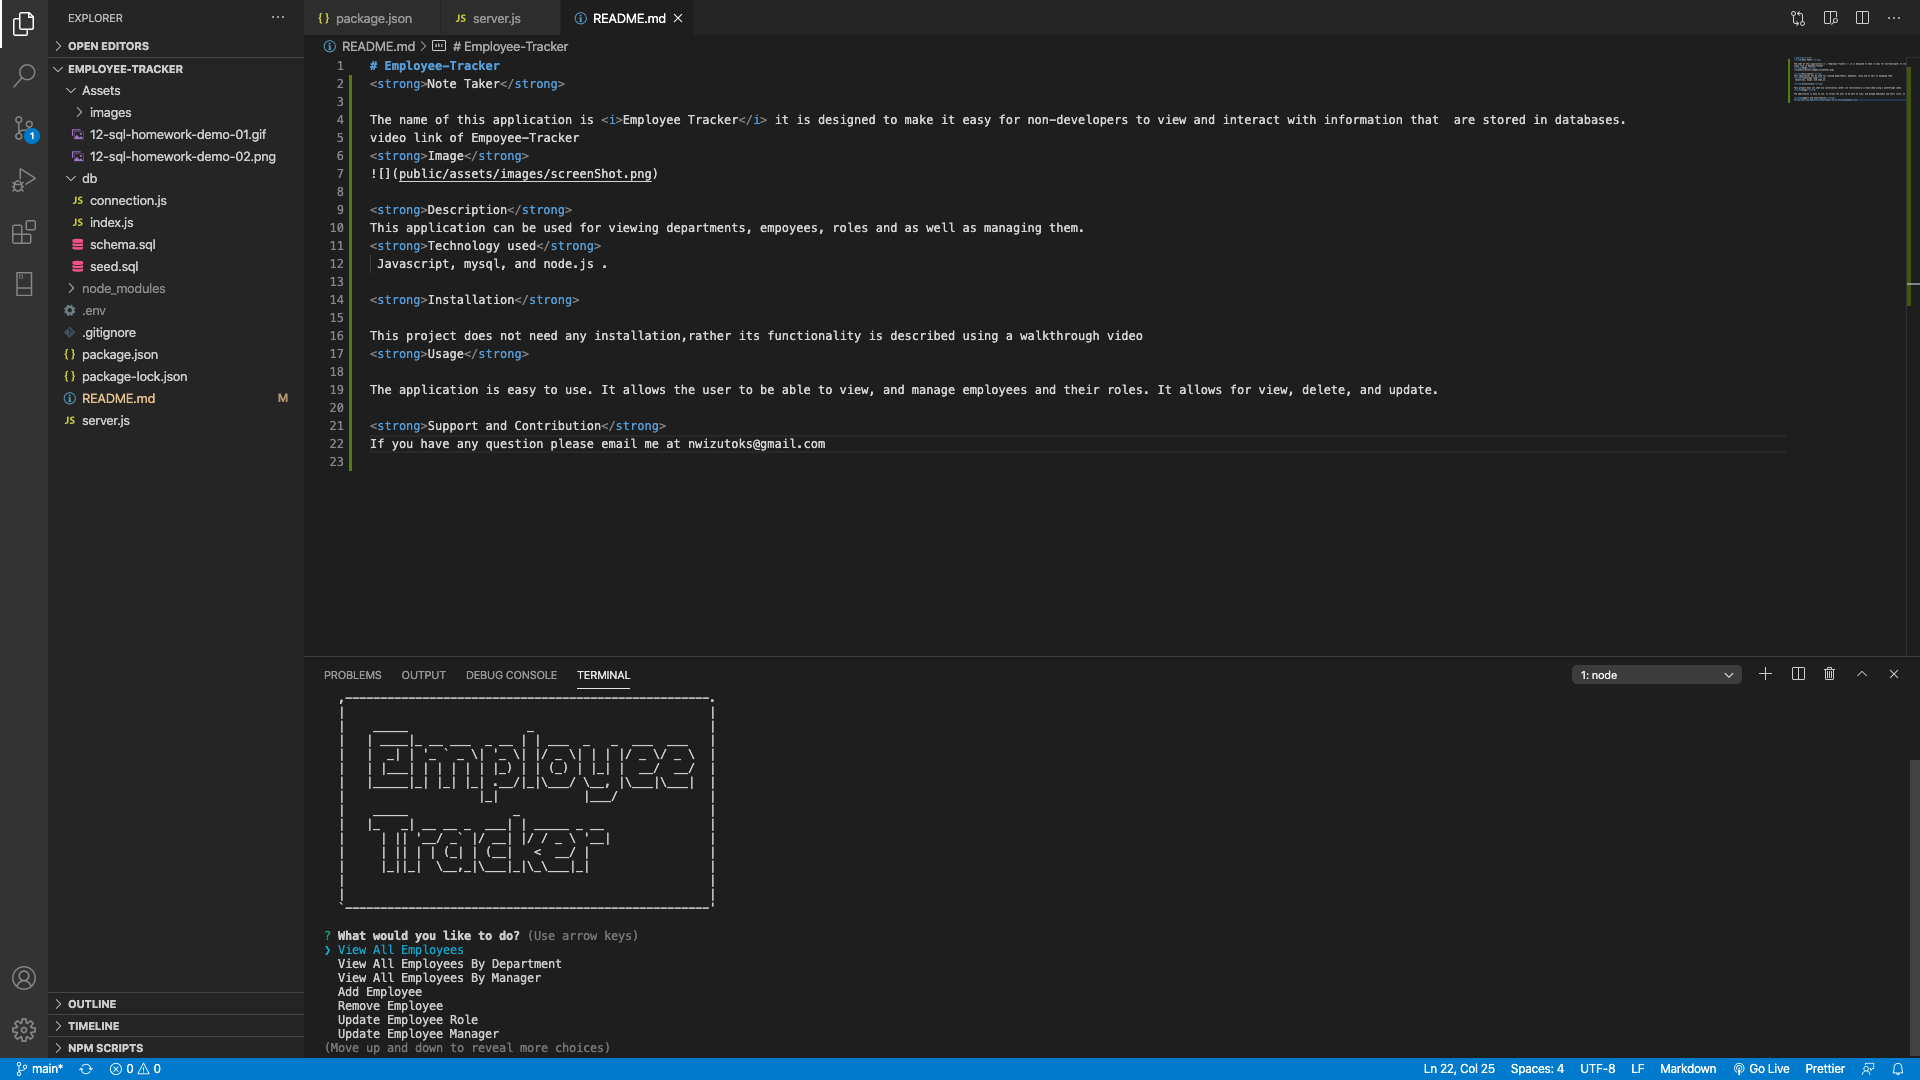 EXPLORER
OPEN EDITORS
EMPLOYEE-TRACKER
Assets
images
12-sql-homework-demo-01.gif
12-sql-homework-demo-02.png
db
connection.js
index.js
schema.sql
seed.sql
node_modules
.env
.gitignore
{} package.json
{} package-lock.json
README.md M
JS server.js
OUTLINE
TIMELINE
NPM SCRIPTS
{} package.json JS server.js README.md
README.md > # Employee-Tracker
1 # Employee-Tracker
2 <strong>Note Taker</strong>
3
4 The name of this application is <i>Employee Tracker</i> it is designed to make it easy for non-developers to view and interact with information that  are stored in databases.
5 video link of Empoyee-Tracker
6 <strong>Image</strong>
7 ![](public/assets/images/screenShot.png)
8
9 <strong>Description</strong>
10 This application can be used for viewing departments, empoyees, roles and as well as managing them.
11 <strong>Technology used</strong>
12 Javascript, mysql, and node.js .
13
14 <strong>Installation</strong>
15
16 This project does not need any installation,rather its functionality is described using a walkthrough video
17 <strong>Usage</strong>
18
19 The application is easy to use. It allows the user to be able to view, and manage employees and their roles. It allows for view, delete, and update.
20
21 <strong>Support and Contribution</strong>
22 If you have any question please email me at nwizutoks@gmail.com
23
PROBLEMS OUTPUT DEBUG CONSOLE TERMINAL 1: node
Employee
Tracker
? What would you like to do? (Use arrow keys)
❯ View All Employees
View All Employees By Department
View All Employees By Manager
Add Employee
Remove Employee
Update Employee Role
Update Employee Manager
(Move up and down to reveal more choices)
main* 0 0 Ln 22, Col 25 Spaces: 4 UTF-8 LF Markdown Go Live Prettier